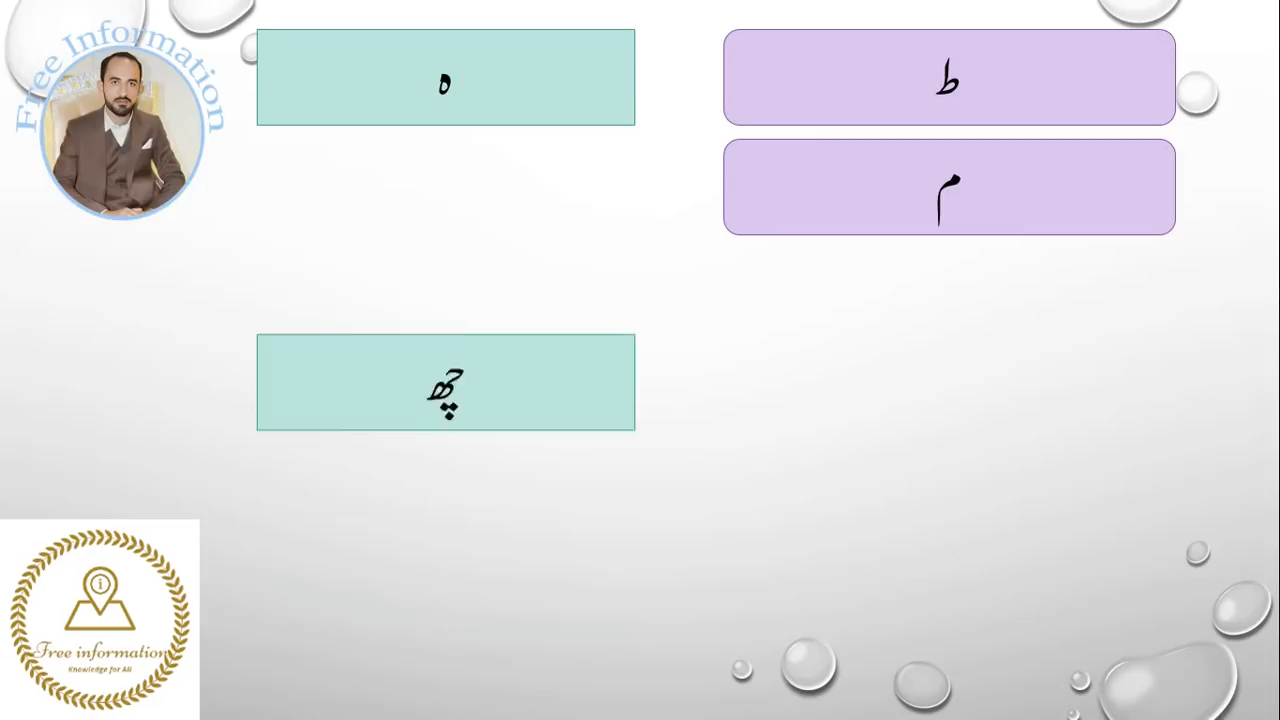 Free Information
ط
ہ
م
چھ
Free information
Knowledge for All